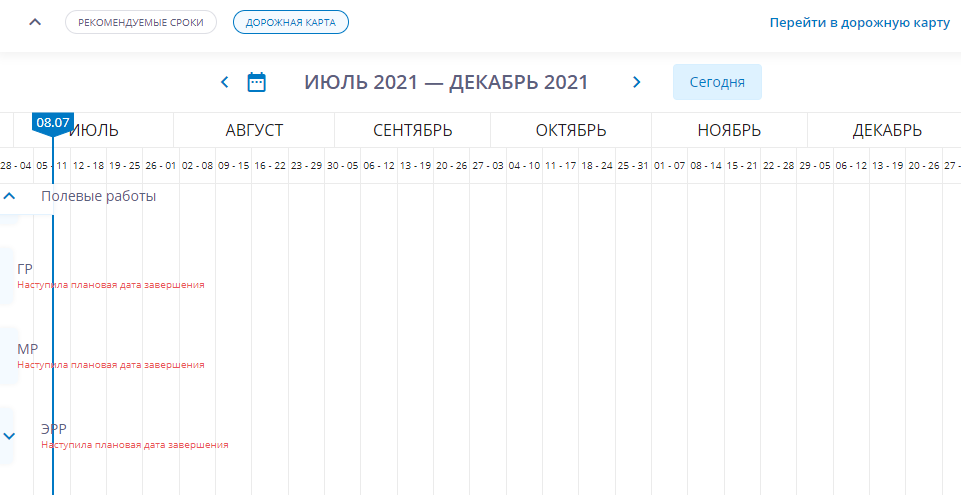 РЕКОМЕНДУЕМЫЕ СРОКИ ДОРОЖНАЯ КАРТА Перейти в дорожную карту
ИЮЛЬ 2021 — ДЕКАБРЬ 2021 Сегодня
08.07
ИЮЛЬ АВГУСТ СЕНТЯБРЬ ОКТЯБРЬ НОЯБРЬ ДЕКАБРЬ
28 - 04 05 - 11 12 - 18 19 - 25 26 - 01 02 - 08 09 - 15 16 - 22 23 - 29 30 - 05 06 - 12 13 - 19 20 - 26 27 - 03 04 - 10 11 - 17 18 - 24 25 - 31 01 - 07 08 - 14 15 - 21 22 - 28 29 - 05 06 - 12 13 - 19 20 - 26 27 -
Полевые работы
ГР
Наступила плановая дата завершения
МР
Наступила плановая дата завершения
ЭРР
Наступила плановая дата завершения